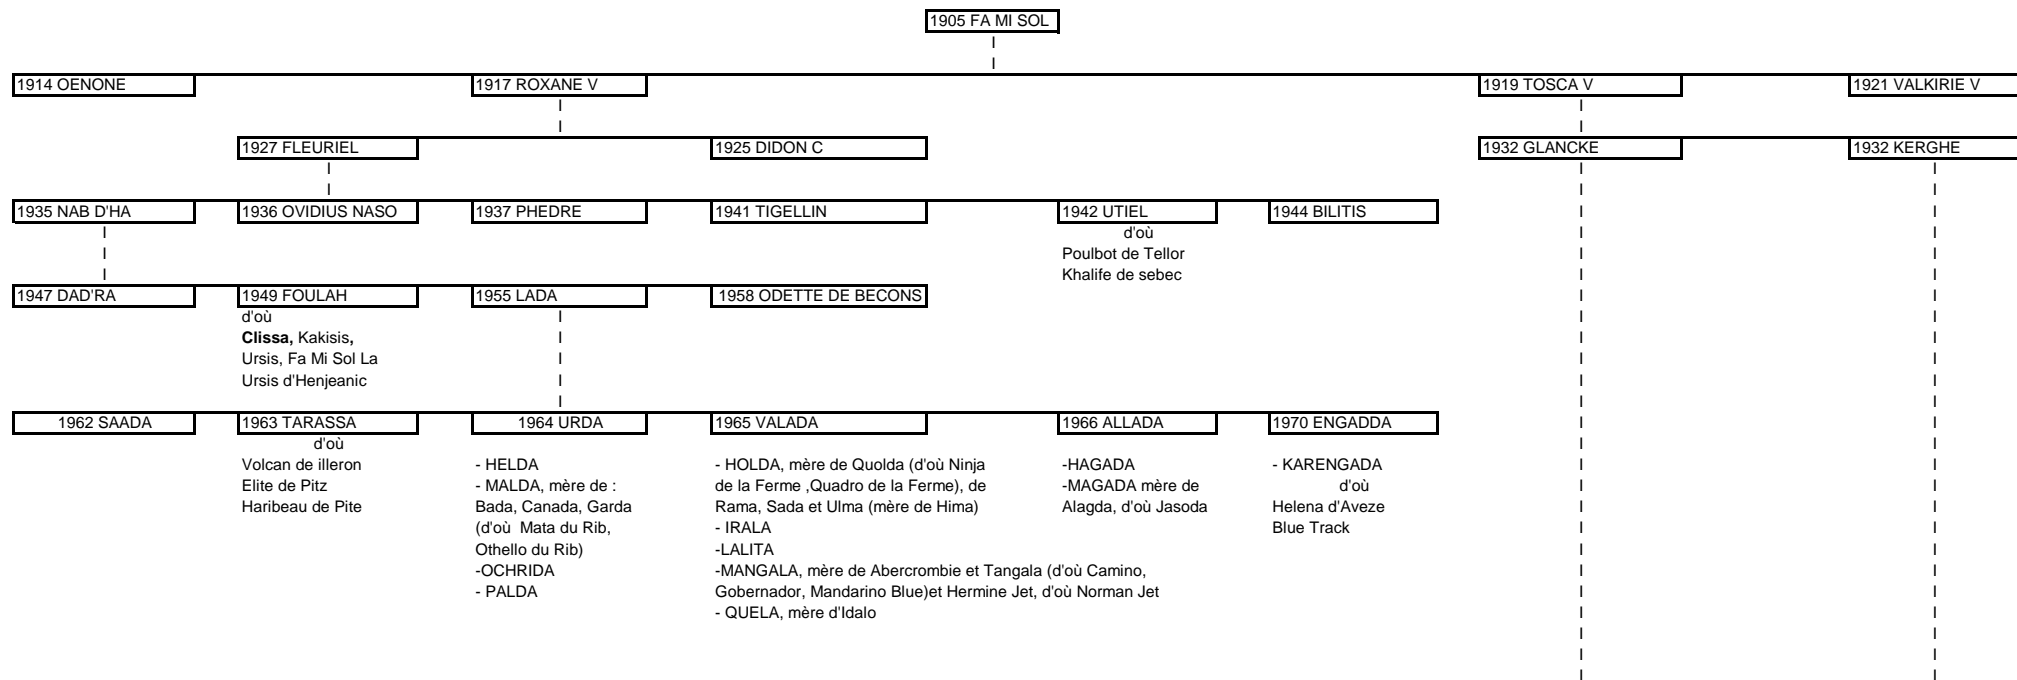 1905 FA MI SOL
1914 OENONE
1917 ROXANE V
1919 TOSCA V
1921 VALKIRIE V
1927 FLEURIEL
1925 DIDON C
1932 GLANCKE
1932 KERGHE
1935 NAB D'HA
1936 OVIDIUS NASO
1937 PHEDRE
1941 TIGELLIN
1942 UTIEL
1944 BILITIS
d'où
Poulbot de Tellor
Khalife de sebec
1947 DAD'RA
1949 FOULAH
1955 LADA
1958 ODETTE DE BECONS
d'où
Clissa, Kakisis,
Ursis, Fa Mi Sol La
Ursis d'Henjeanic
1962 SAADA
1963 TARASSA
1964 URDA
1965 VALADA
1966 ALLADA
1970 ENGADDA
d'où
Volcan de illeron
Elite de Pitz
Haribeau de Pite
- HELDA
- MALDA, mère de :
Bada, Canada, Garda
(d'où  Mata du Rib,
Othello du Rib)
-OCHRIDA
- PALDA
- HOLDA, mère de Quolda (d'où Ninja
de la Ferme ,Quadro de la Ferme), de
Rama, Sada et Ulma (mère de Hima)
- IRALA
-LALITA
-MANGALA, mère de Abercrombie et Tangala (d'où Camino,
Gobernador, Mandarino Blue)et Hermine Jet, d'où Norman Jet
- QUELA, mère d'Idalo
-HAGADA
-MAGADA mère de
Alagda, d'où Jasoda
- KARENGADA
d'où
Helena d'Aveze
Blue Track